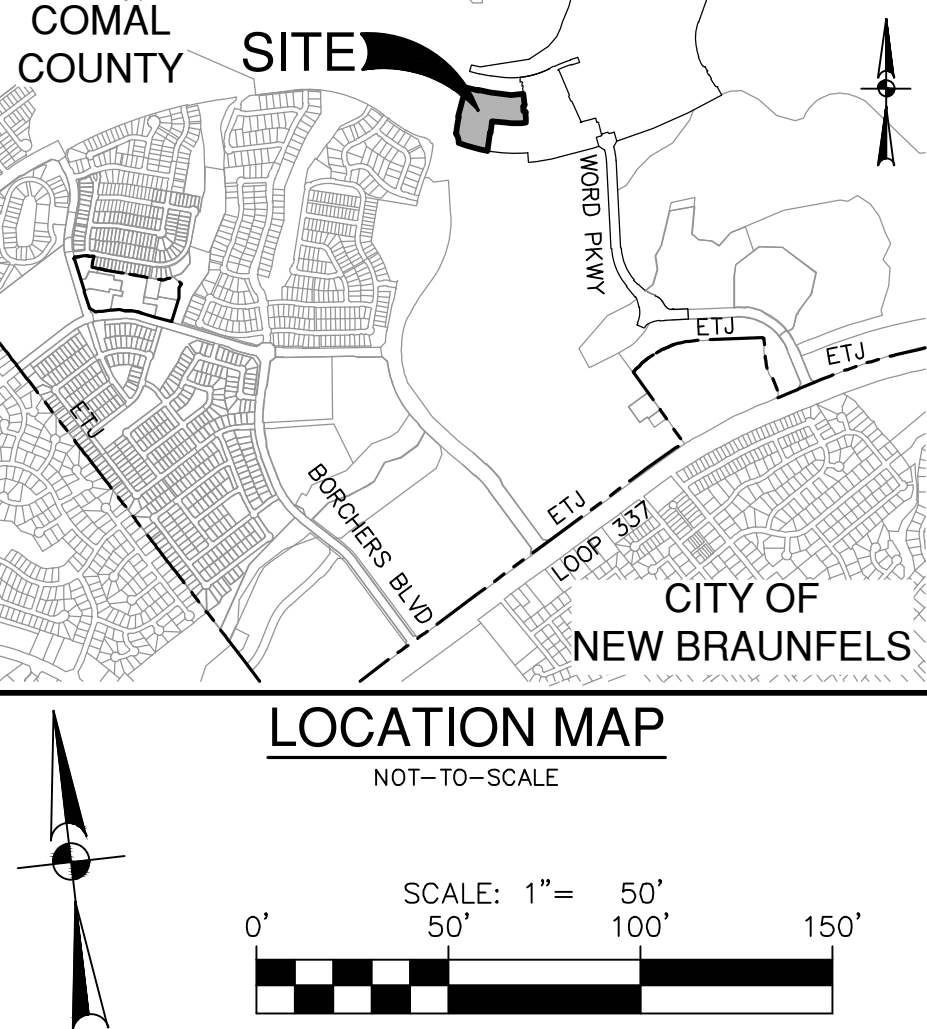 COMAL
COUNTY
SITE
WORD PKWY
ETJ
ETJ
ETJ
BORCHERS BLVD
ETJ
LOOP 337
CITY OF
NEW BRAUNFELS
LOCATION MAP
NOT-TO-SCALE
SCALE: 1"= 50'
0' 50' 100' 150'